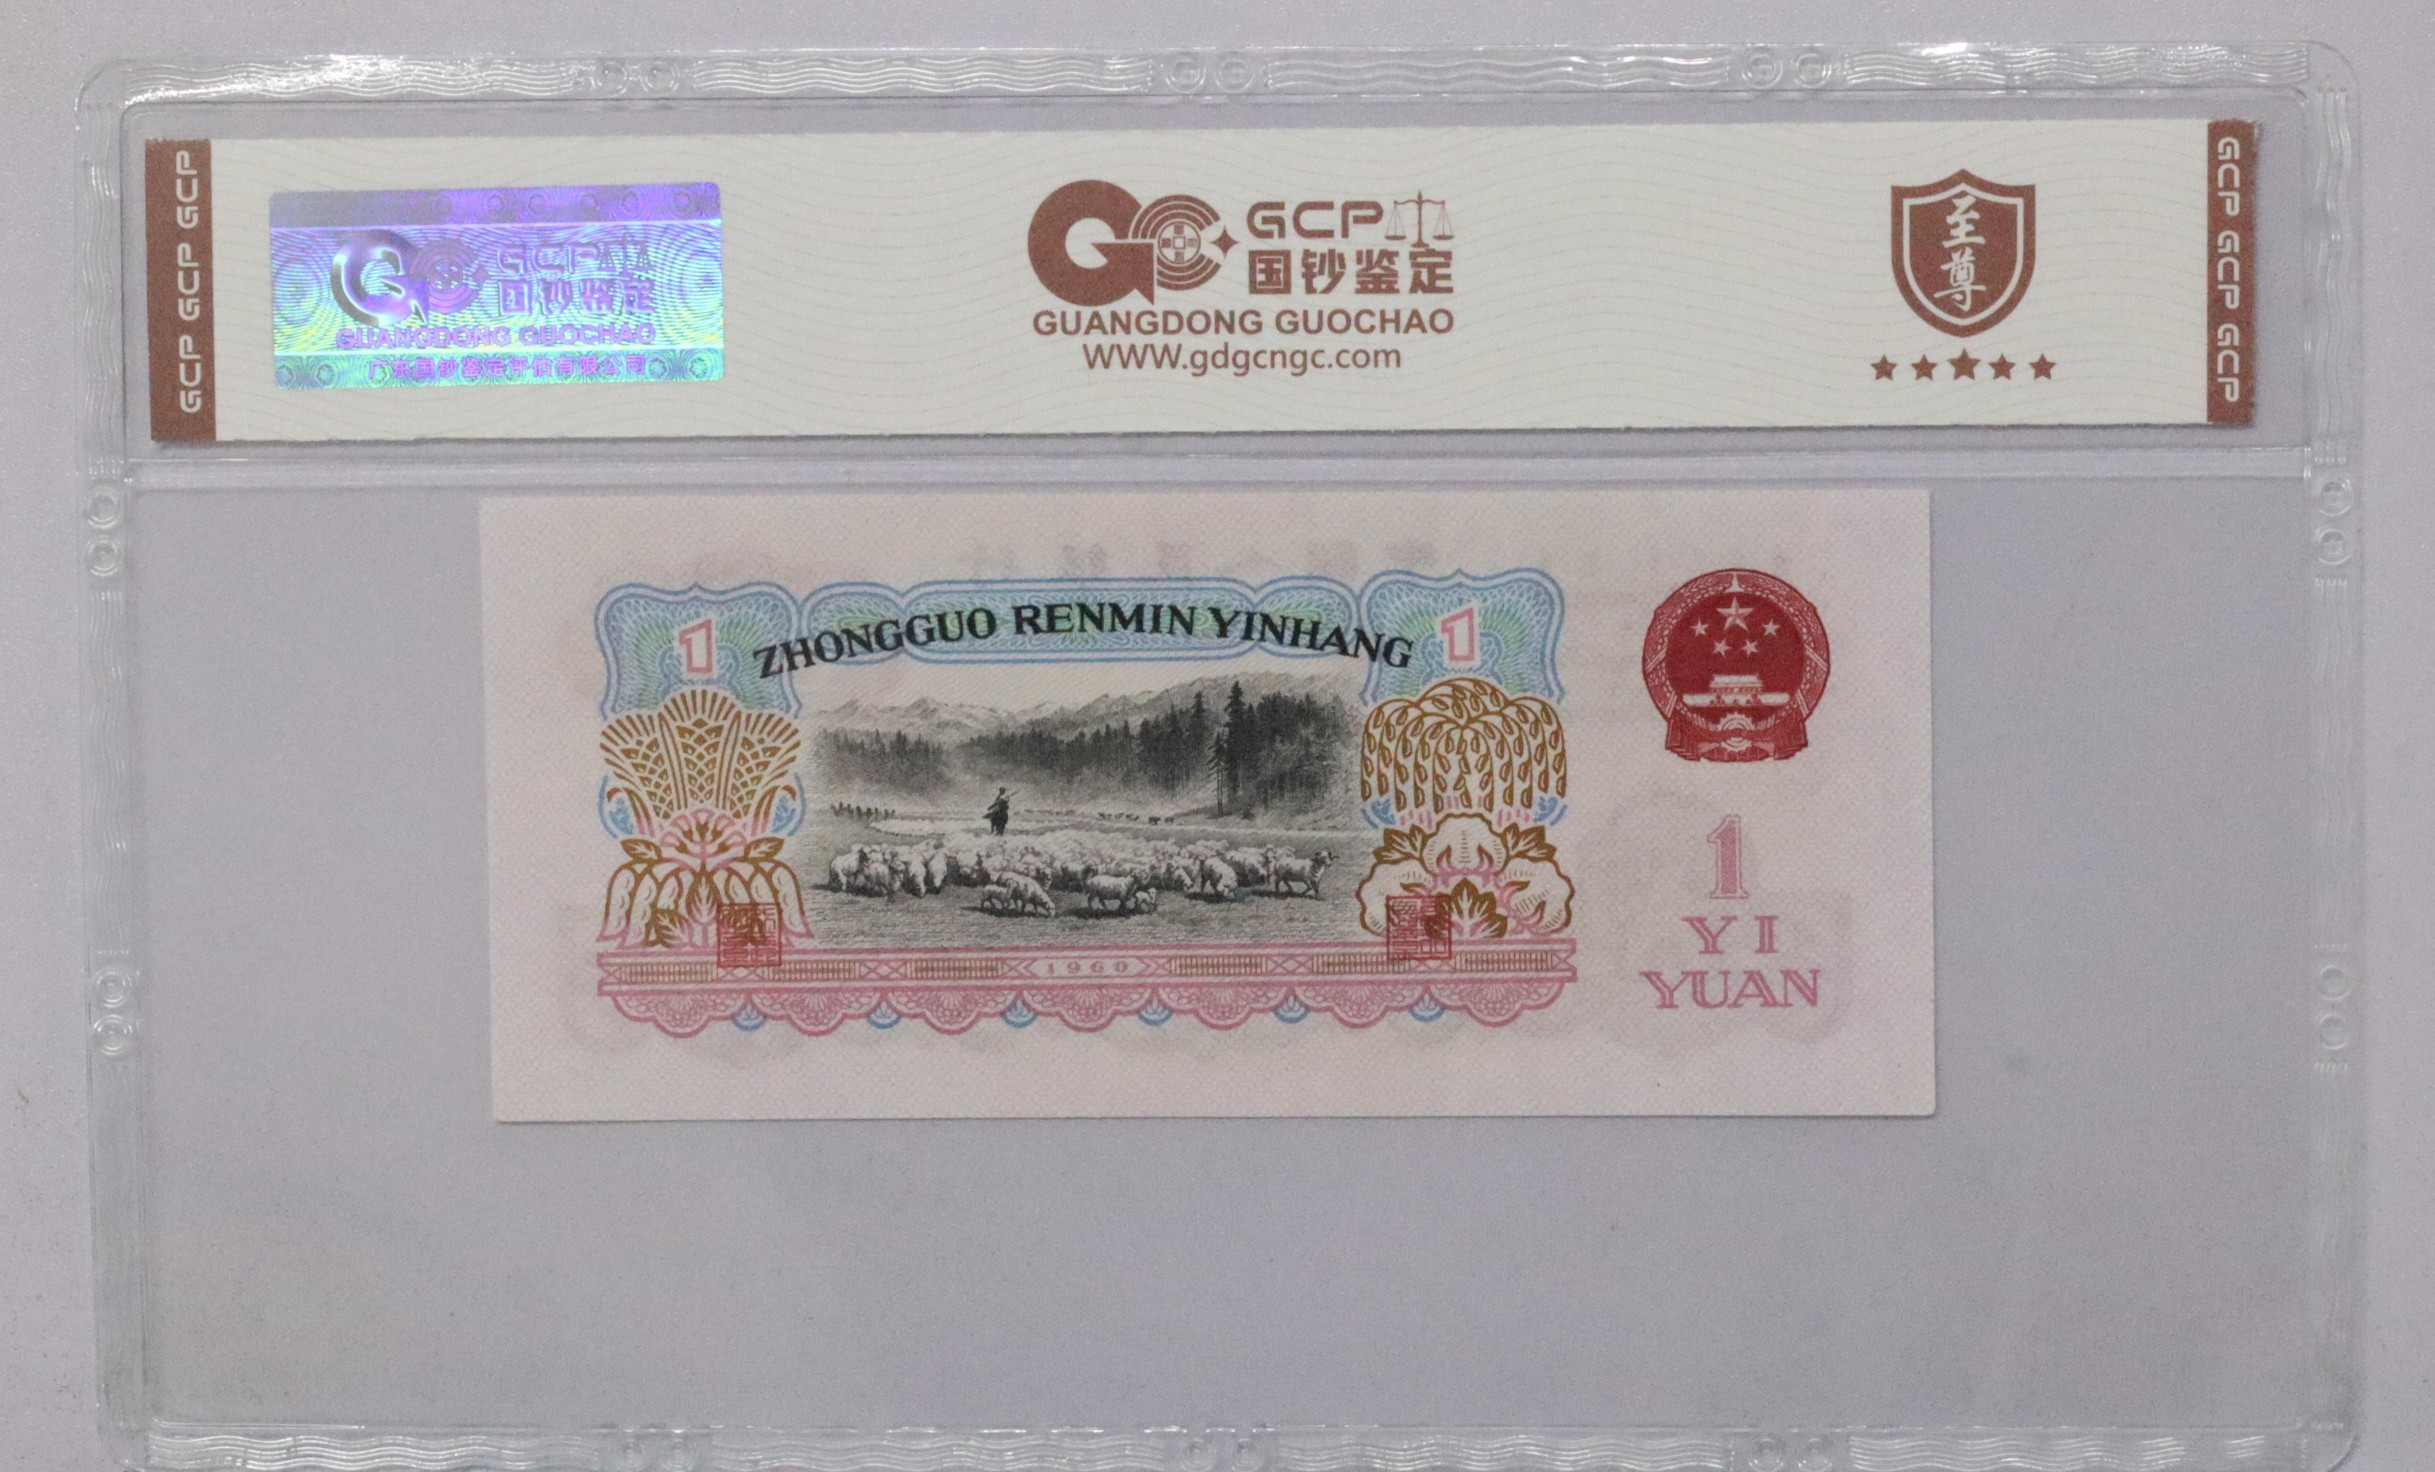 GCP GCP GCP
GCP
国钞鉴定
GUANGDONG GUOCHAO
广东国钞鉴定评估有限公司
GCP
国钞鉴定
GUANGDONG GUOCHAO
WWW.gdgcngc.com
至
尊
GCP GCP GCP
1
ZHONGGUO RENMIN YINHANG
1
1960
1
YI
YUAN